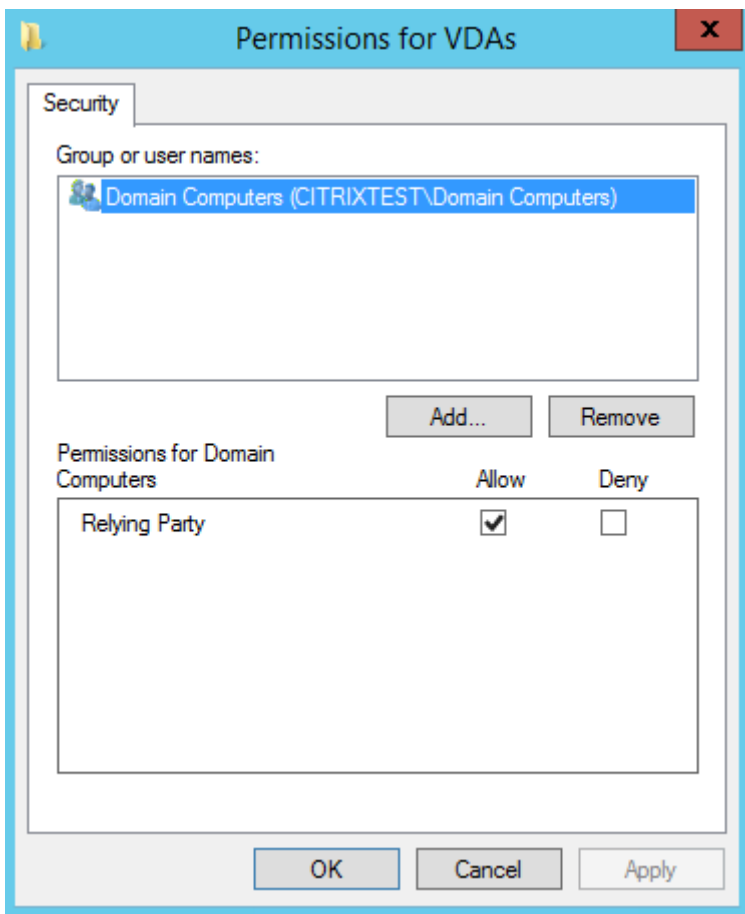 Permissions for VDAs
x
Security
Group or user names:
Domain Computers (CITRIXTEST\Domain Computers)
Add... Remove
Permissions for Domain
Computers Allow Deny
Relying Party
OK Cancel Apply